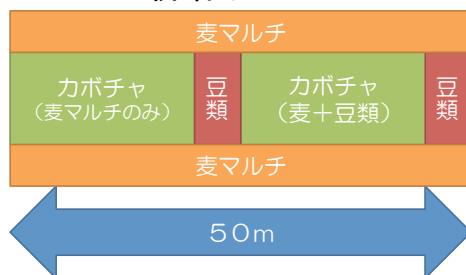 麦マルチ
カボチャ
(麦マルチのみ)
豆
類
カボチャ
(麦＋豆類)
豆
類
麦マルチ
５０m